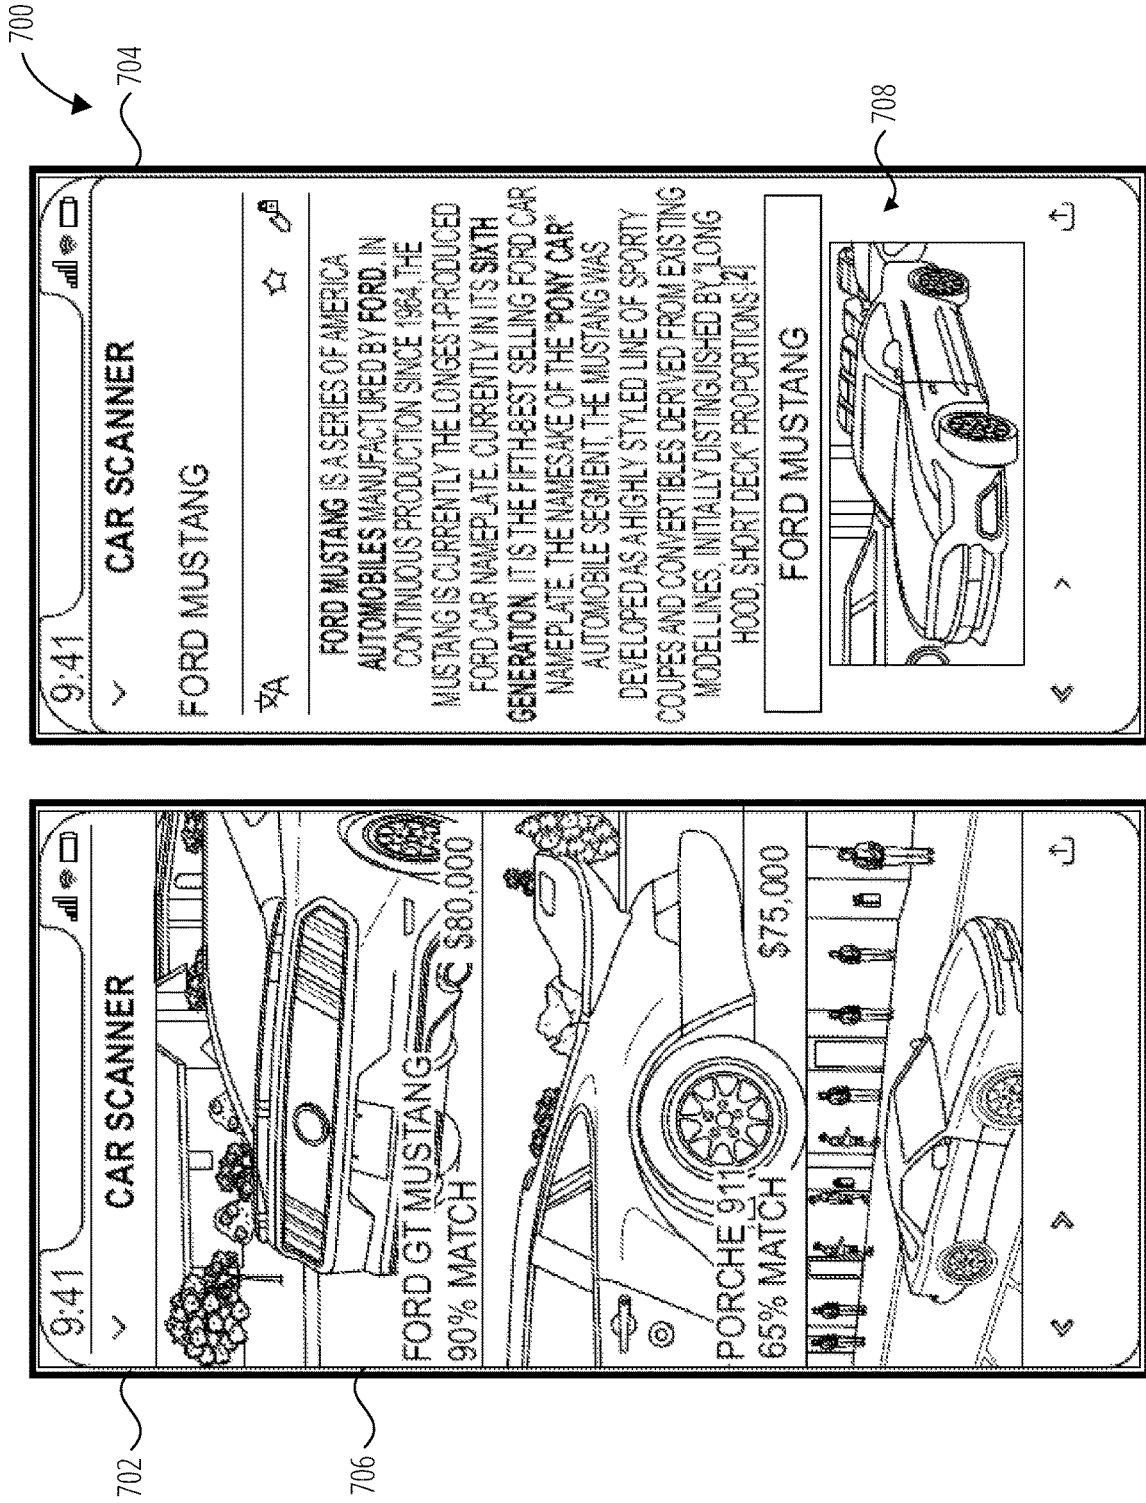 700
702
9:41
CAR SCANNER
706
FORD GT MUSTANG
90% MATCH
$80,000
PORCHE 911
65% MATCH
$75,000
704
9:41
CAR SCANNER
FORD MUSTANG
文A
FORD MUSTANG IS A SERIES OF AMERICA
AUTOMOBILES MANUFACTURED BY FORD. IN
CONTINUOUS PRODUCTION SINCE 1964, THE
MUSTANG IS CURRENTLY THE LONGEST-PRODUCED
FORD CAR NAMEPLATE. CURRENTLY IN ITS SIXTH
GENERATION, IT IS THE FIFTH-BEST SELLING FORD CAR
NAMEPLATE. THE NAMESAKE OF THE "PONY CAR"
AUTOMOBILE SEGMENT, THE MUSTANG WAS
DEVELOPED AS A HIGHLY STYLED LINE OF SPORTY
COUPES AND CONVERTIBLES DERIVED FROM EXISTING
MODEL LINES, INITIALLY DISTINGUISHED BY "LONG
HOOD, SHORT DECK" PROPORTIONS.[2]
FORD MUSTANG
708